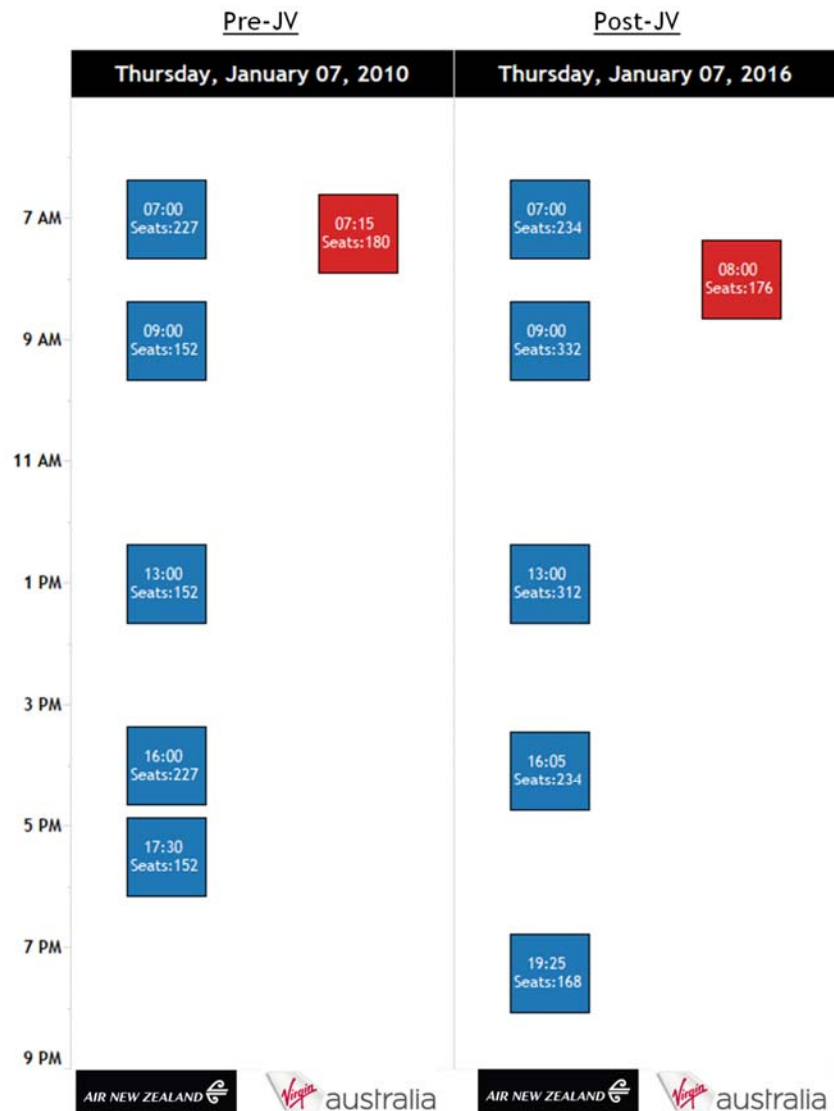 Pre-JV
Post-JV
Thursday, January 07, 2010
Thursday, January 07, 2016
7 AM
9 AM
11 AM
1 PM
3 PM
5 PM
7 PM
9 PM
07:00
Seats:227
07:15
Seats:180
09:00
Seats:152
13:00
Seats:152
16:00
Seats:227
17:30
Seats:152
07:00
Seats:234
08:00
Seats:176
09:00
Seats:332
13:00
Seats:312
16:05
Seats:234
19:25
Seats:168
AIR NEW ZEALAND
Virgin australia
AIR NEW ZEALAND
Virgin australia